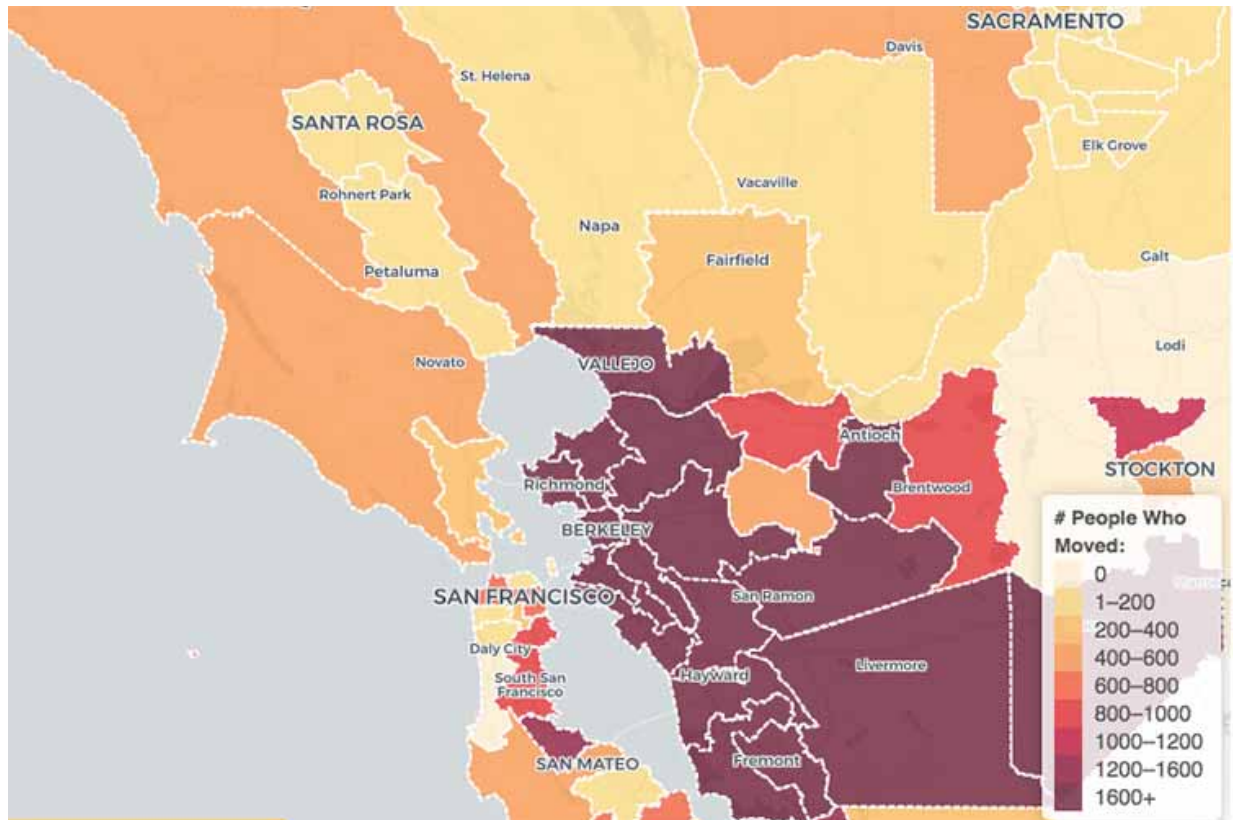 SACRAMENTO
Davis
St. Helena
SANTA ROSA
Elk Grove
Vacaville
Rohnert Park
Napa
Galt
Fairfield
Petaluma
Lodi
Novato
VALLEJO
Antioch
STOCKTON
Richmond
Brentwood
BERKELEY
San Ramon
SAN FRANCISCO
Daly City
Livermore
South San
Francisco
Hayward
SAN MATEO
Fremont
# People Who
Moved:
0
1–200
200–400
400–600
600–800
800–1000
1000–1200
1200–1600
1600+